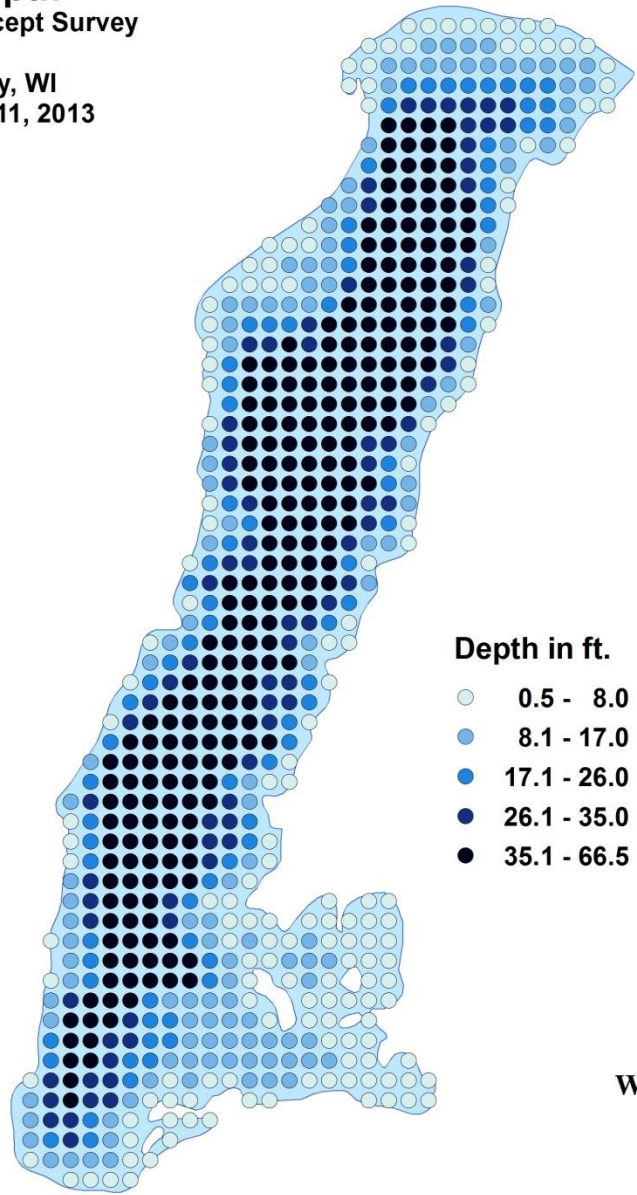 cept Survey
y, WI
11, 2013
Depth in ft.
0.5 - 8.0
8.1 - 17.0
17.1 - 26.0
26.1 - 35.0
35.1 - 66.5
W